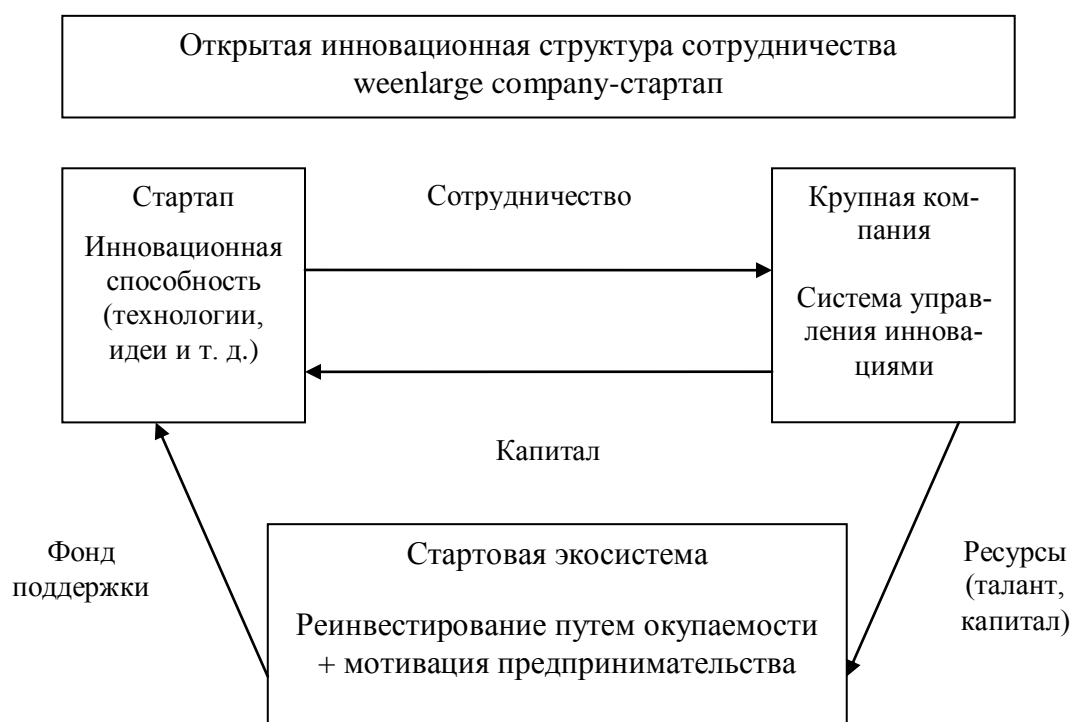 Открытая инновационная структура сотрудничества
weenlarge company-стартап
Стартап
Инновационная
способность
(технологии,
идеи и т. д.)
Сотрудничество
Крупная ком-
пания
Система управ-
ления иннова-
циями
Капитал
Фонд
поддержки
Стартовая экосистема
Реинвестирование путем окупаемости
+ мотивация предпринимательства
Ресурсы
(талант,
капитал)